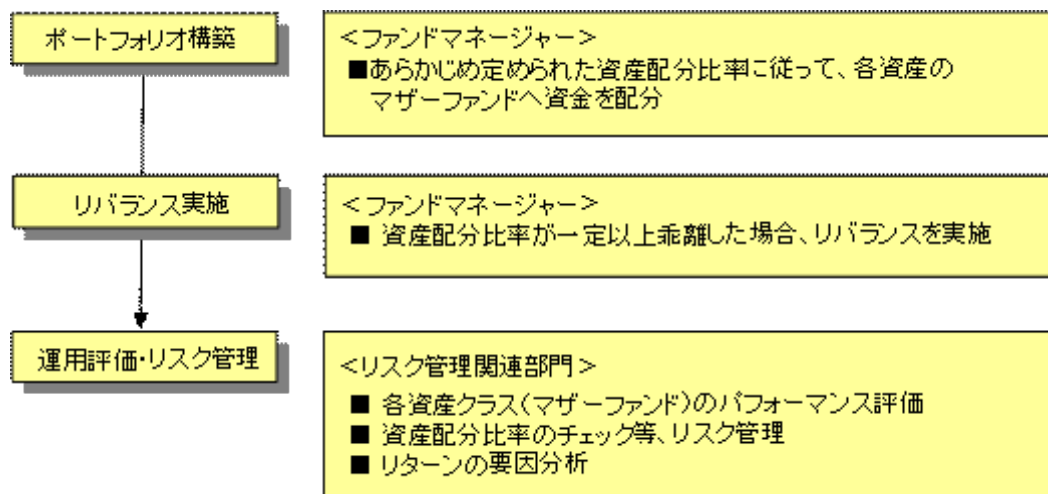 ポートフォリオ構築
＜ファンドマネージャー＞
■あらかじめ定められた資産配分比率に従って、各資産の
マザーファンドへ資金を配分
リバランス実施
＜ファンドマネージャー＞
■ 資産配分比率が一定以上乖離した場合、リバランスを実施
運用評価・リスク管理
＜リスク管理関連部門＞
■ 各資産クラス（マザーファンド）のパフォーマンス評価
■ 資産配分比率のチェック等、リスク管理
■ リターンの要因分析